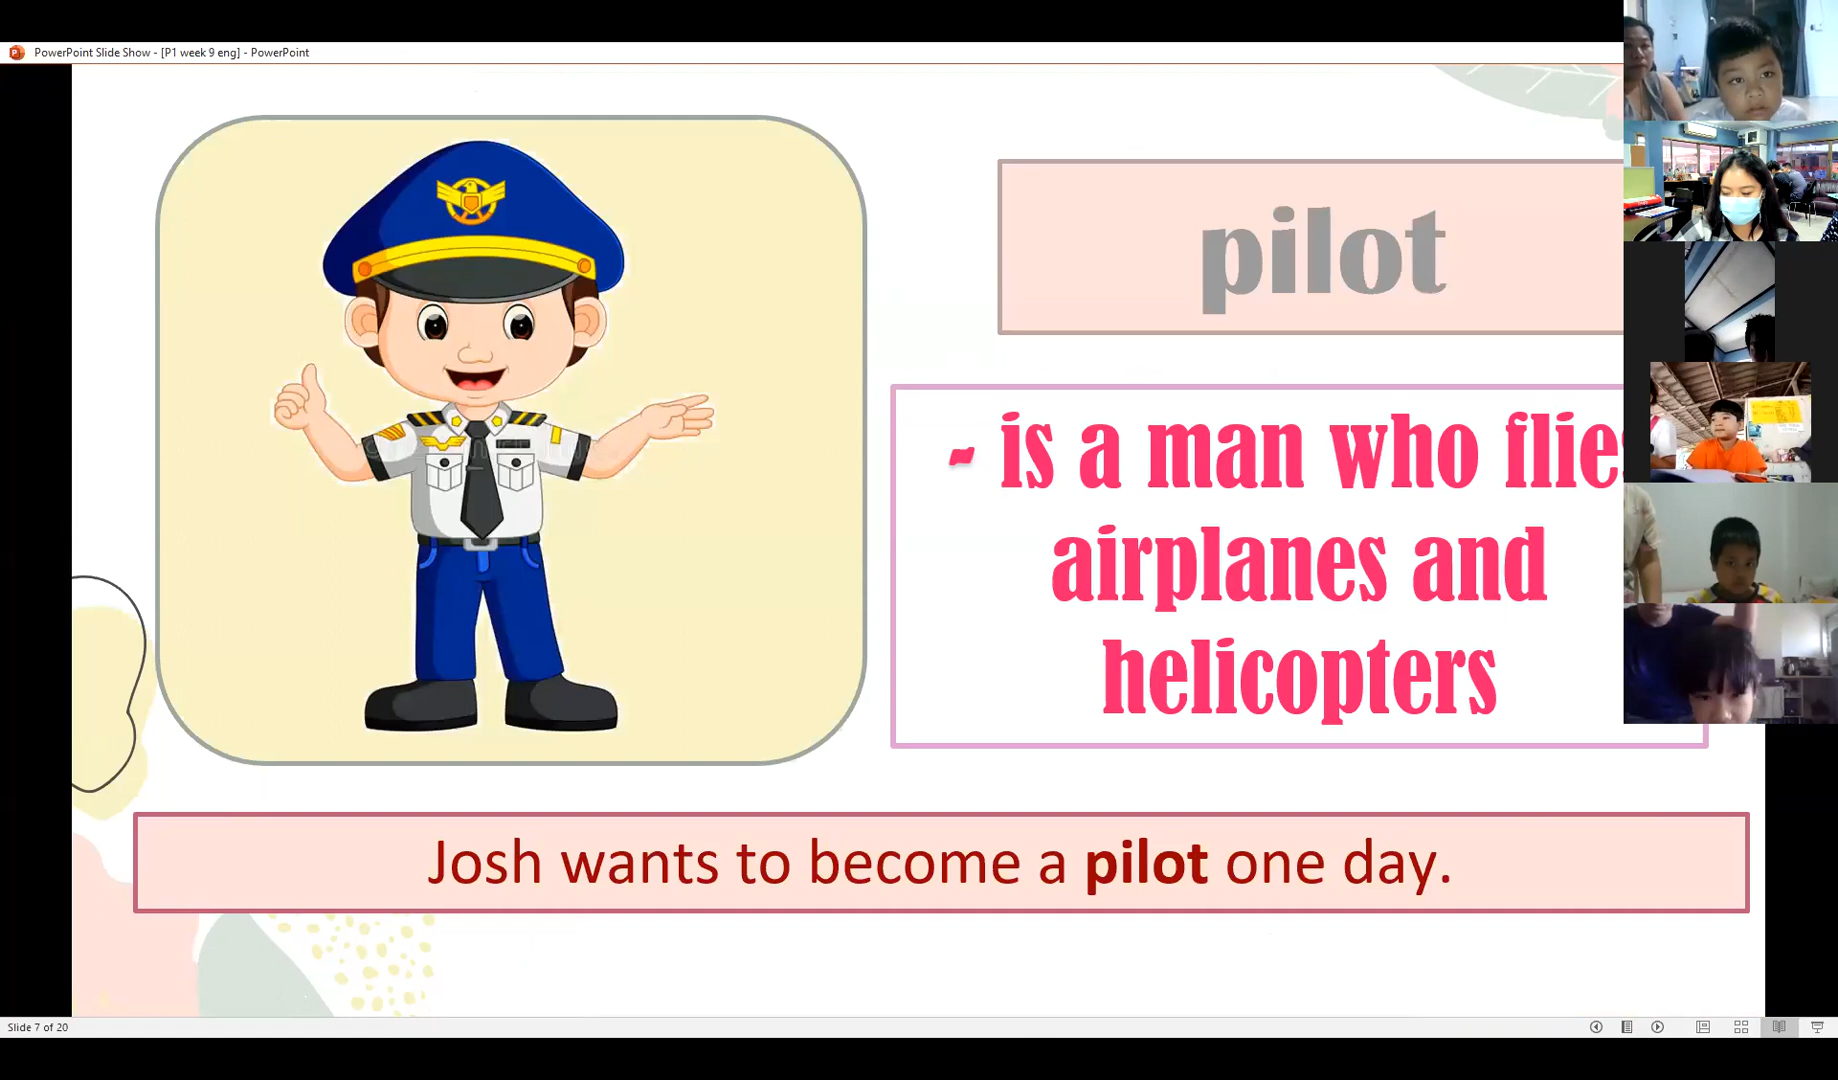 PowerPoint Slide Show - [P1 week 9 eng] - PowerPoint
pilot
- is a man who flies
airplanes and
helicopters
Josh wants to become a pilot one day.
Slide 7 of 20